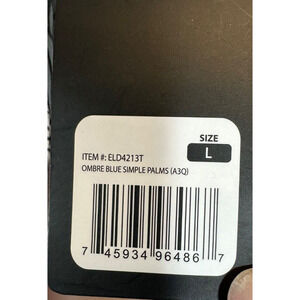 SIZE
L
ITEM #: ELD4213T
OMBRE BLUE SIMPLE PALMS (A3Q)
7 45934 96486 7